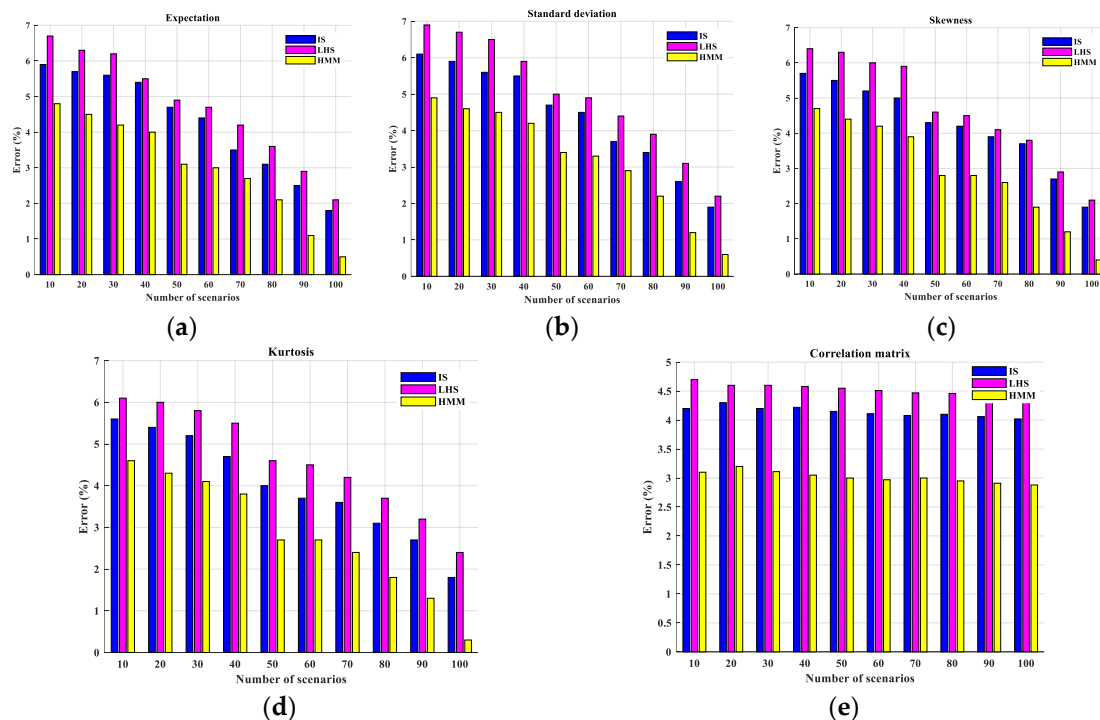 Expectation
7
6
5
4
3
2
1
0
Error (%)
IS
LHS
HMM
10 20 30 40 50 60 70 80 90 100
Number of scenarios
(a)
Standard deviation
7
6
5
4
3
2
1
0
Error (%)
IS
LHS
HMM
10 20 30 40 50 60 70 80 90 100
Number of scenarios
(b)
Skewness
7
6
5
4
3
2
1
0
Error (%)
IS
LHS
HMM
10 20 30 40 50 60 70 80 90 100
Number of scenarios
(c)
Kurtosis
7
6
5
4
3
2
1
0
Error (%)
IS
LHS
HMM
10 20 30 40 50 60 70 80 90 100
Number of scenarios
(d)
Correlation matrix
5
4.5
4
3.5
3
2.5
2
1.5
1
0.5
0
Error (%)
IS
LHS
HMM
10 20 30 40 50 60 70 80 90 100
Number of scenarios
(e)